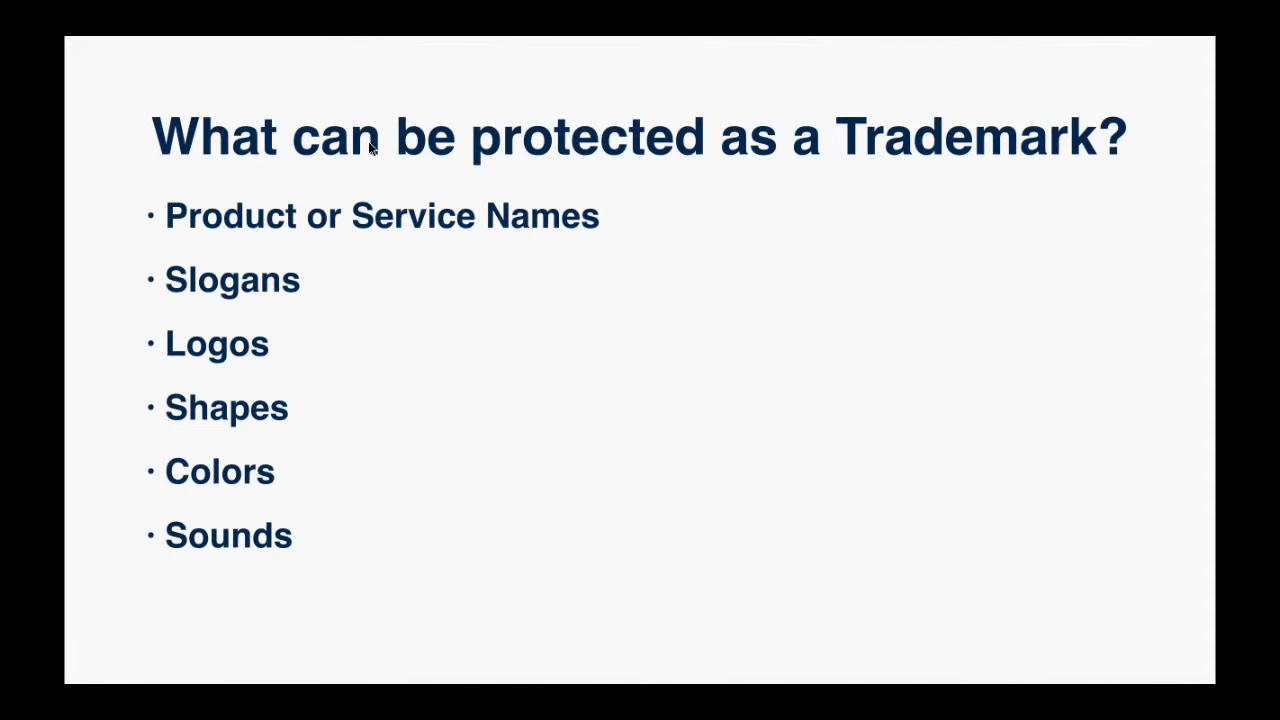 What can be protected as a Trademark?
· Product or Service Names
· Slogans
· Logos
· Shapes
· Colors
· Sounds